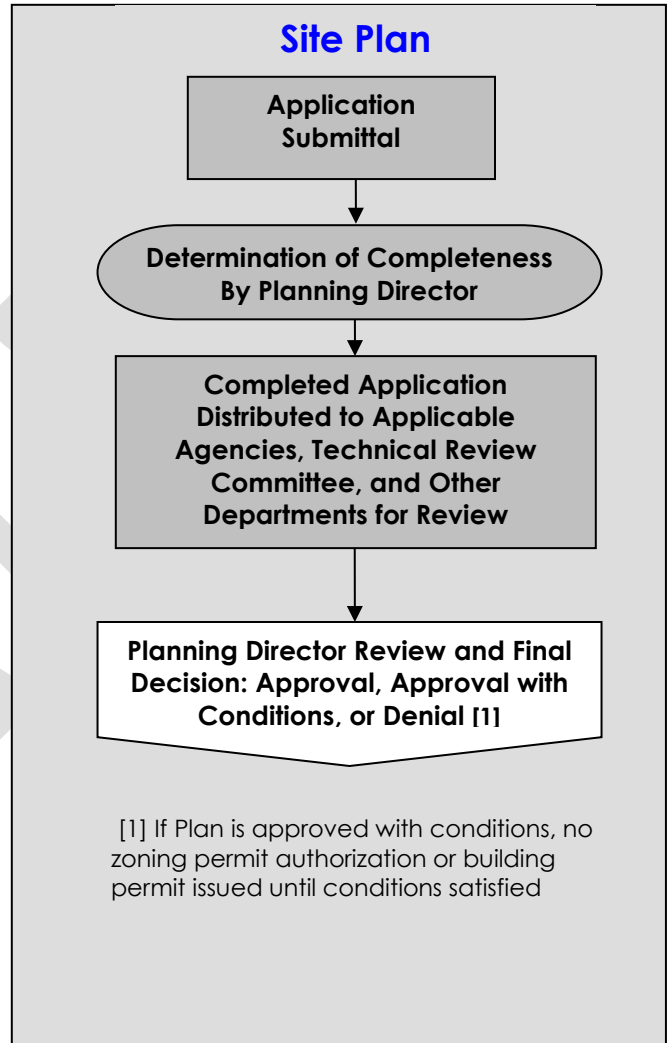 Site Plan
Application
Submittal
Determination of Completeness
By Planning Director
Completed Application
Distributed to Applicable
Agencies, Technical Review
Committee, and Other
Departments for Review
Planning Director Review and Final
Decision: Approval, Approval with
Conditions, or Denial [1]
[1] If Plan is approved with conditions, no
zoning permit authorization or building
permit issued until conditions satisfied